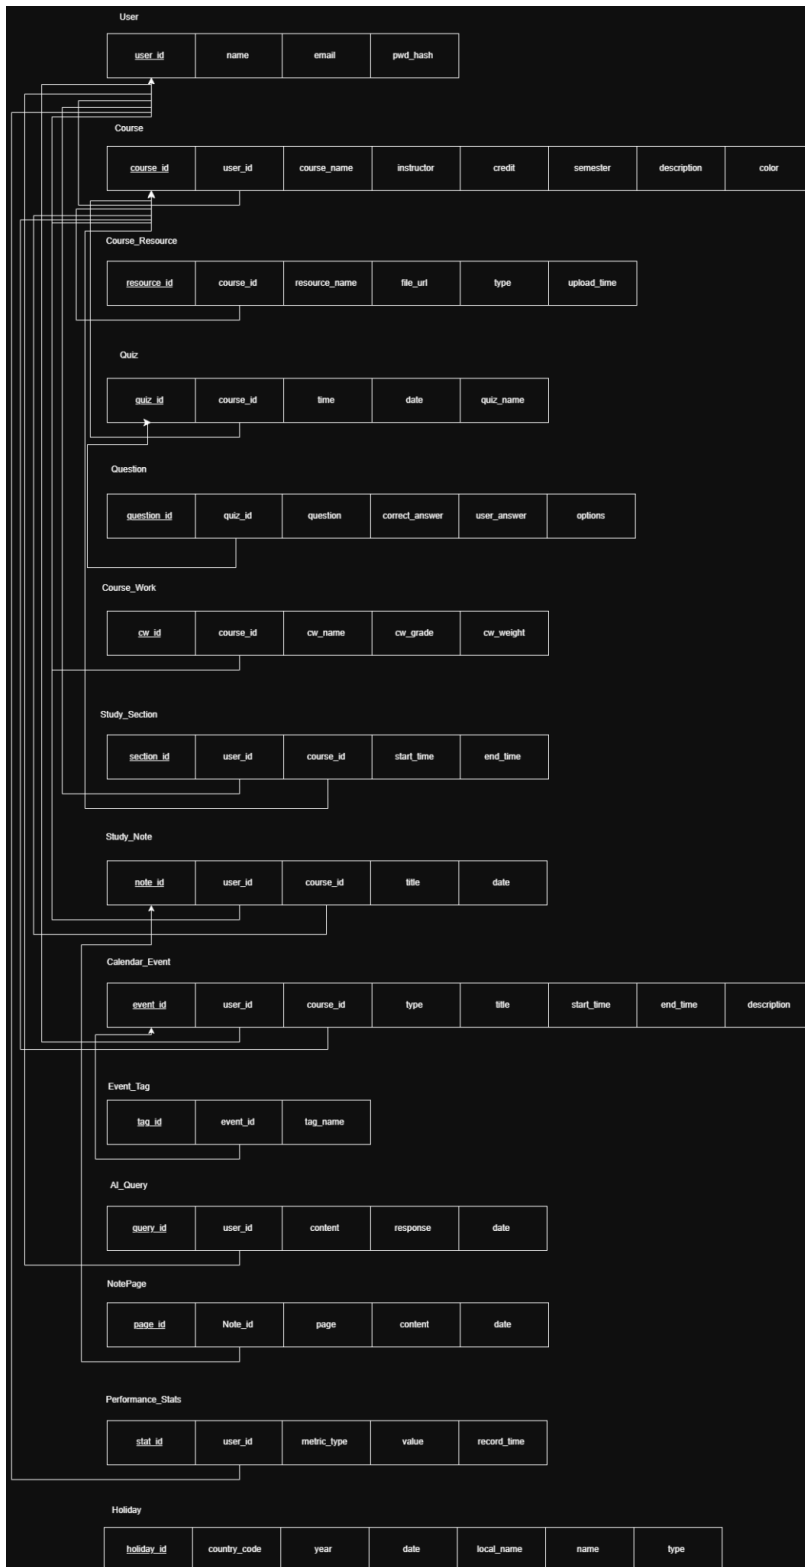 User
user_id name email pwd_hash
Course
course_id user_id course_name instructor credit semester description color
Course_Resource
resource_id course_id resource_name file_url type upload_time
Quiz
quiz_id course_id time date quiz_name
Question
question_id quiz_id question correct_answer user_answer options
Course_Work
cw_id course_id cw_name cw_grade cw_weight
Study_Section
section_id user_id course_id start_time end_time
Study_Note
note_id user_id course_id title date
Calendar_Event
event_id user_id course_id type title start_time end_time description
Event_Tag
tag_id event_id tag_name
AI_Query
query_id user_id content response date
NotePage
page_id Note_id page content date
Performance_Stats
stat_id user_id metric_type value record_time
Holiday
holiday_id country_code year date local_name name type